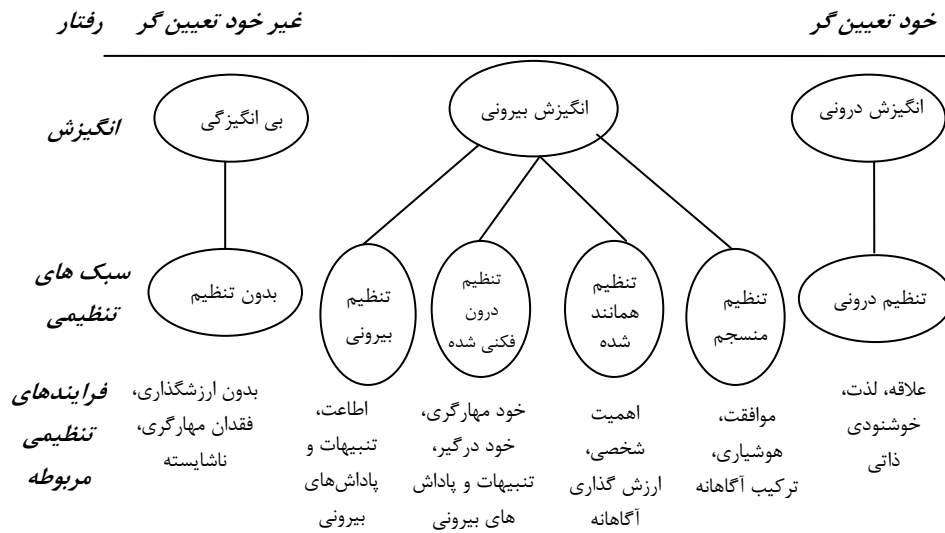 رفتار
غیر خود تعیین گر
خود تعیین گر
انگیزش
بی انگیزگی
انگیزش بیرونی
انگیزش درونی
سبک های
تنظیمی
بدون تنظیم
تنظیم
بیرونی
تنظیم
درون
فکنی شده
تنظیم
همانند
شده
تنظیم
منسجم
تنظیم درونی
فرایندهای
تنظیمی
مربوطه
بدون ارزشگذاری،
فقدان مهارگری،
ناشایسته
اطاعت،
تنبیهات و
پاداش‌های
بیرونی
خود مهارگری،
خود درگیر،
تنبیهات و پاداش
های بیرونی
اهمیت
شخصی،
ارزش گذاری
آگاهانه
موافقت،
هوشیاری،
ترکیب آگاهانه
علاقه، لذت،
خوشنودی
ذاتی